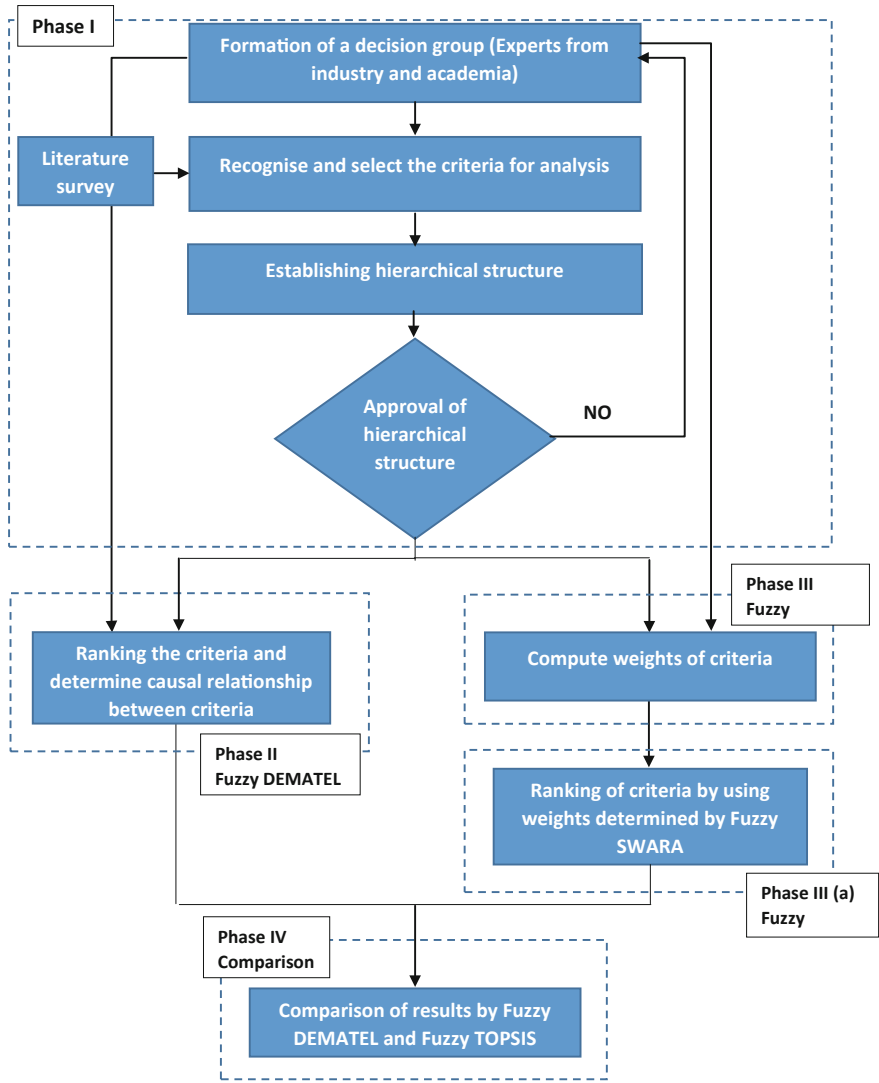 Phase I
Formation of a decision group (Experts from
industry and academia)
Literature
survey
Recognise and select the criteria for analysis
Establishing hierarchical structure
Approval of
hierarchical
structure
NO
Phase III
Fuzzy
Ranking the criteria and
determine causal relationship
between criteria
Compute weights of criteria
Phase II
Fuzzy DEMATEL
Ranking of criteria by using
weights determined by Fuzzy
SWARA
Phase III (a)
Fuzzy
Phase IV
Comparison
Comparison of results by Fuzzy
DEMATEL and Fuzzy TOPSIS